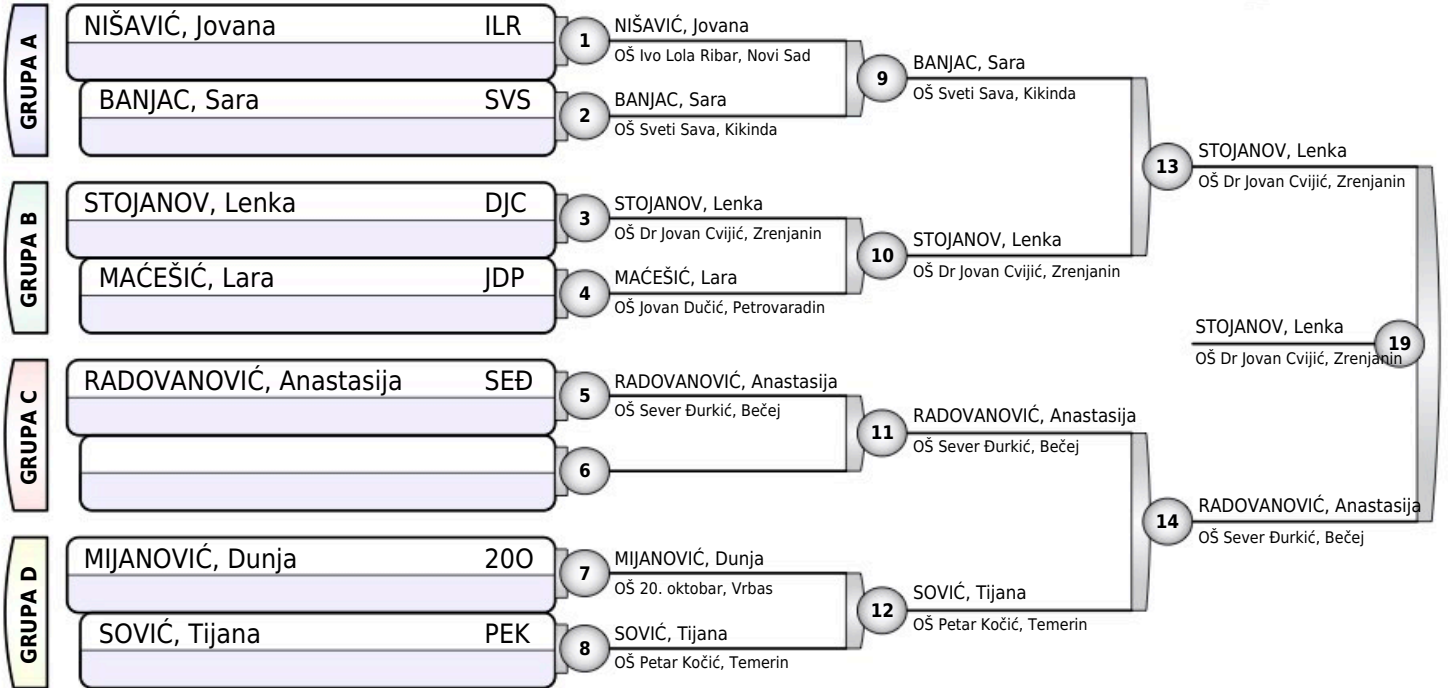 GRUPA A
NIŠAVIĆ, Jovana ILR
BANJAC, Sara SVS
GRUPA B
STOJANOV, Lenka DJC
MAĆEŠIĆ, Lara JDP
GRUPA C
RADOVANOVIĆ, Anastasija SEĐ
GRUPA D
MIJANOVIĆ, Dunja 20O
SOVIĆ, Tijana PEK
1
NIŠAVIĆ, Jovana
OŠ Ivo Lola Ribar, Novi Sad
2
BANJAC, Sara
OŠ Sveti Sava, Kikinda
3
STOJANOV, Lenka
OŠ Dr Jovan Cvijić, Zrenjanin
4
MAĆEŠIĆ, Lara
OŠ Jovan Dučić, Petrovaradin
5
RADOVANOVIĆ, Anastasija
OŠ Sever Đurkić, Bečej
6
7
MIJANOVIĆ, Dunja
OŠ 20. oktobar, Vrbas
8
SOVIĆ, Tijana
OŠ Petar Kočić, Temerin
9
BANJAC, Sara
OŠ Sveti Sava, Kikinda
10
STOJANOV, Lenka
OŠ Dr Jovan Cvijić, Zrenjanin
11
RADOVANOVIĆ, Anastasija
OŠ Sever Đurkić, Bečej
12
SOVIĆ, Tijana
OŠ Petar Kočić, Temerin
13
STOJANOV, Lenka
OŠ Dr Jovan Cvijić, Zrenjanin
14
RADOVANOVIĆ, Anastasija
OŠ Sever Đurkić, Bečej
STOJANOV, Lenka
OŠ Dr Jovan Cvijić, Zrenjanin
19